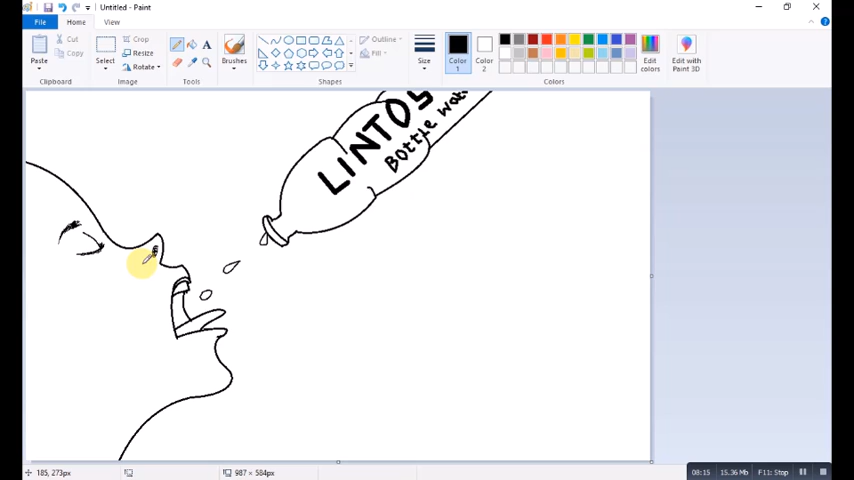 Untitled - Paint
File
Home
View
Paste
Cut
Copy
Clipboard
Select
Crop
Resize
Rotate
Image
A
Tools
Brushes
Shapes
Outline
Fill
Size
Color
1
Color
2
Edit
colors
Edit with
Paint 3D
Colors
LINTOS
Bottle wat
185, 273px
987 × 584px
08:15
15.36 Mb
F11: Stop